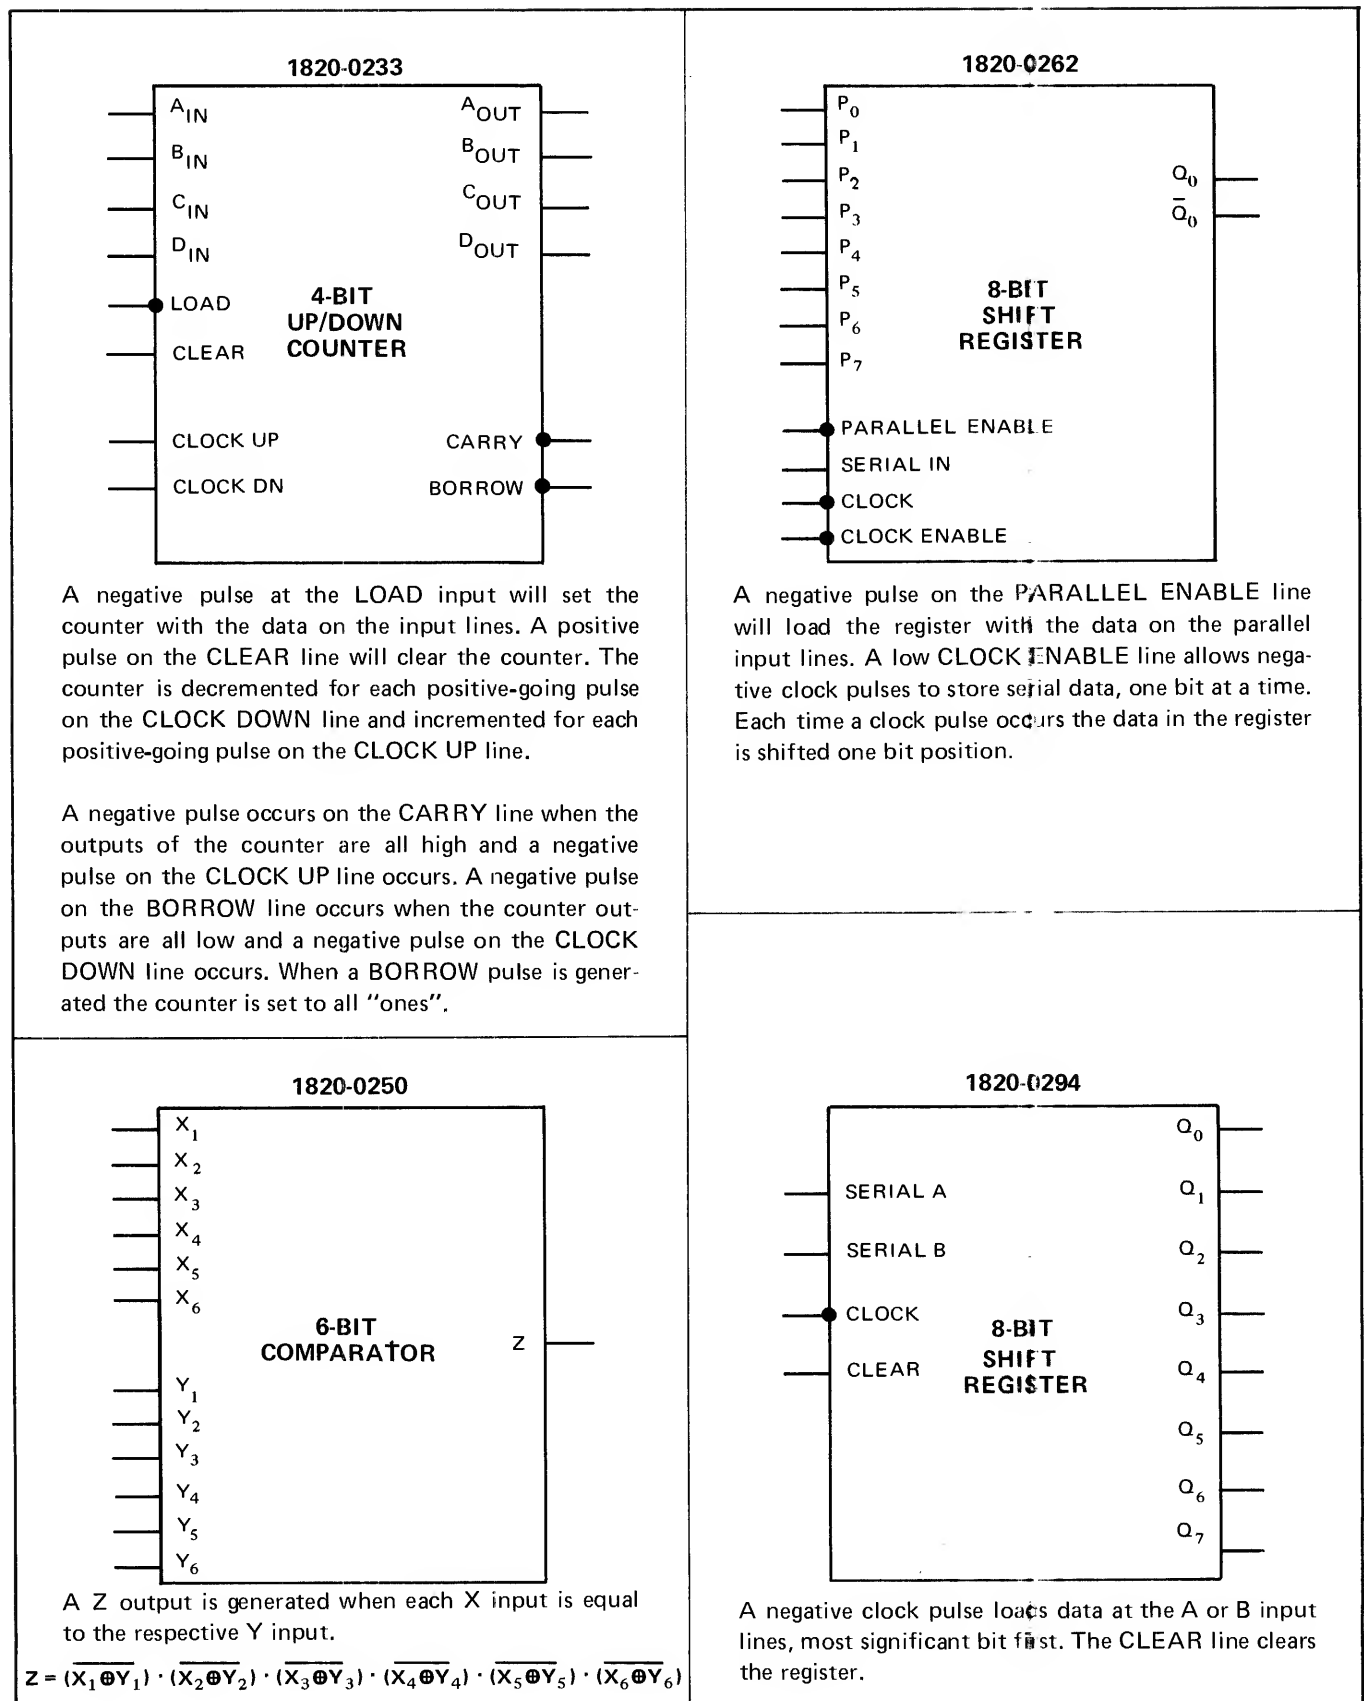 1820-0233
A_IN
B_IN
C_IN
D_IN
LOAD
CLEAR
CLOCK UP
CLOCK DN
4-BIT
UP/DOWN
COUNTER
A_OUT
B_OUT
C_OUT
D_OUT
CARRY
BORROW
A negative pulse at the LOAD input will set the
counter with the data on the input lines. A positive
pulse on the CLEAR line will clear the counter. The
counter is decremented for each positive-going pulse
on the CLOCK DOWN line and incremented for each
positive-going pulse on the CLOCK UP line.
A negative pulse occurs on the CARRY line when the
outputs of the counter are all high and a negative
pulse on the CLOCK UP line occurs. A negative pulse
on the BORROW line occurs when the counter out-
puts are all low and a negative pulse on the CLOCK
DOWN line occurs. When a BORROW pulse is gener-
ated the counter is set to all "ones".
1820-0262
P₀
P₁
P₂
P₃
P₄
P₅
P₆
P₇
PARALLEL ENABLE
SERIAL IN
CLOCK
CLOCK ENABLE
8-BIT
SHIFT
REGISTER
Q₀
Q̄₀
A negative pulse on the PARALLEL ENABLE line
will load the register with the data on the parallel
input lines. A low CLOCK ENABLE line allows nega-
tive clock pulses to store serial data, one bit at a time.
Each time a clock pulse occurs the data in the register
is shifted one bit position.
1820-0250
X₁
X₂
X₃
X₄
X₅
X₆
Y₁
Y₂
Y₃
Y₄
Y₅
Y₆
6-BIT
COMPARATOR
Z
A Z output is generated when each X input is equal
to the respective Y input.
Z = (X̅₁⊕Y̅₁) · (X̅₂⊕Y̅₂) · (X̅₃⊕Y̅₃) · (X̅₄⊕Y̅₄) · (X̅₅⊕Y̅₅) · (X̅₆⊕Y̅₆)
1820-0294
SERIAL A
SERIAL B
CLOCK
CLEAR
8-BIT
SHIFT
REGISTER
Q₀
Q₁
Q₂
Q₃
Q₄
Q₅
Q₆
Q₇
A negative clock pulse loads data at the A or B input
lines, most significant bit first. The CLEAR line clears
the register.